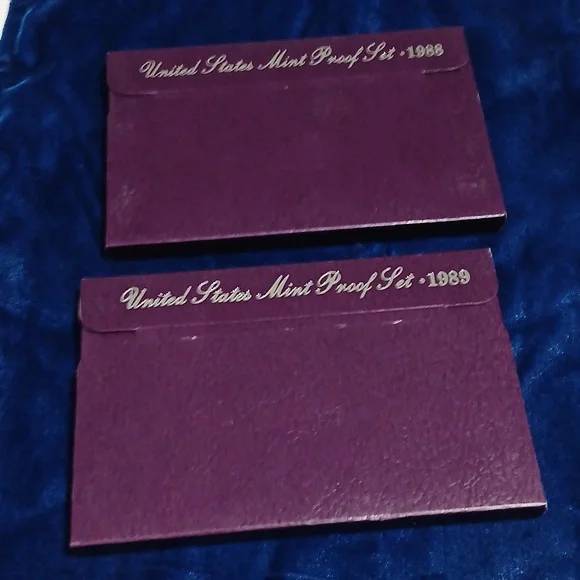 United States Mint Proof Set · 1988
United States Mint Proof Set · 1989